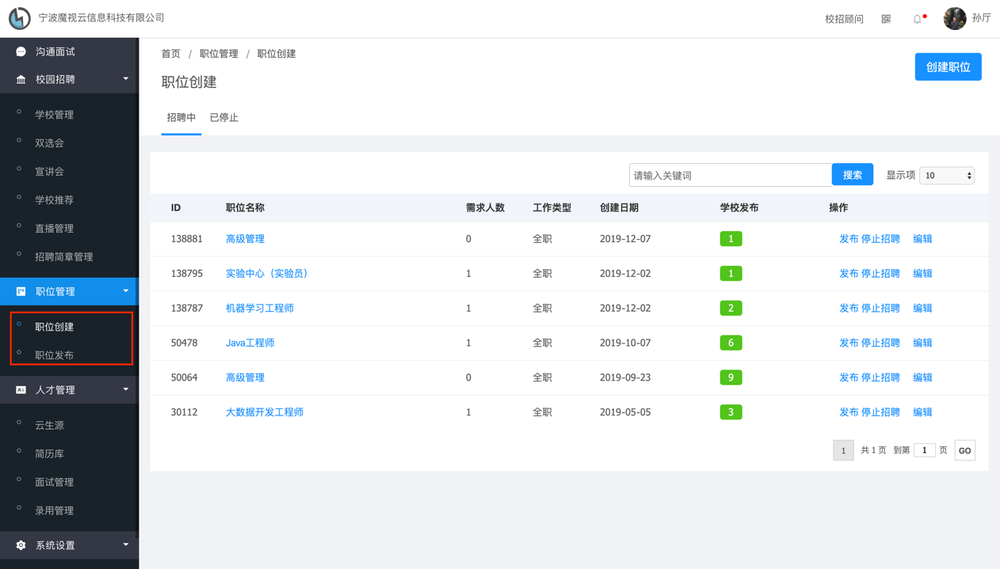 宁波魔视云信息科技有限公司
校招顾问
孙厅
沟通面试
校园招聘
学校管理
双选会
宣讲会
学校推荐
直播管理
招聘简章管理
职位管理
职位创建
职位发布
人才管理
云生源
简历库
面试管理
录用管理
系统设置
首页 / 职位管理 / 职位创建
职位创建
创建职位
招聘中 已停止
请输入关键词 搜索 显示项 10
ID 职位名称 需求人数 工作类型 创建日期 学校发布 操作
138881 高级管理 0 全职 2019-12-07 1 发布 停止招聘 编辑
138795 实验中心（实验员） 1 全职 2019-12-02 1 发布 停止招聘 编辑
138787 机器学习工程师 1 全职 2019-12-02 2 发布 停止招聘 编辑
50478 Java工程师 1 全职 2019-10-07 6 发布 停止招聘 编辑
50064 高级管理 0 全职 2019-09-23 9 发布 停止招聘 编辑
30112 大数据开发工程师 1 全职 2019-05-05 3 发布 停止招聘 编辑
1 共 1 页 到第 1 页 GO